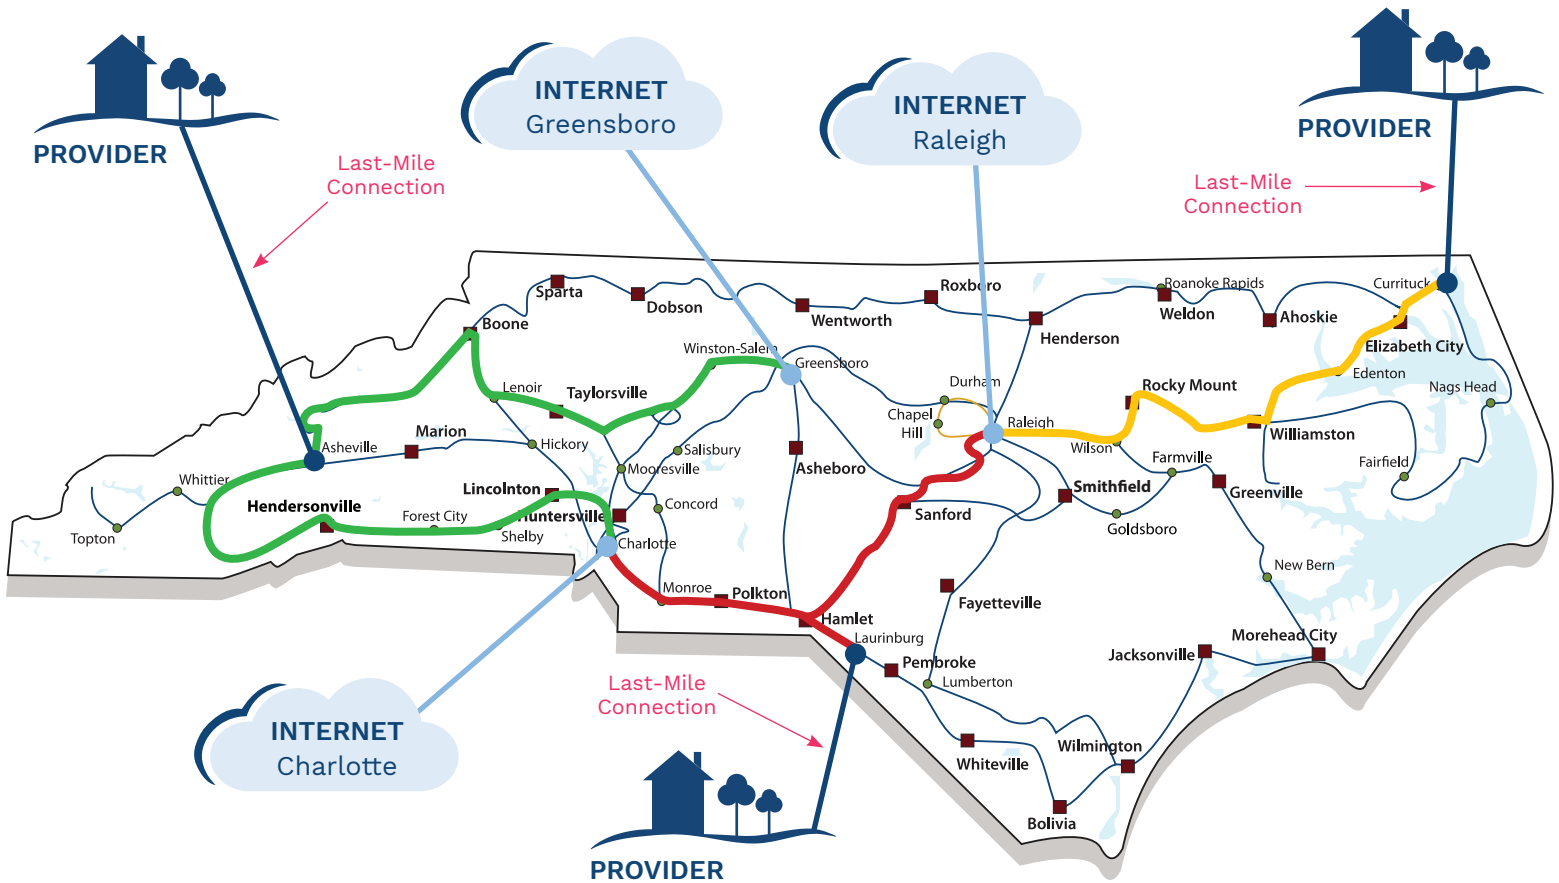 INTERNET
Greensboro
INTERNET
Raleigh
PROVIDER
PROVIDER
Last-Mile
Connection
Last-Mile
Connection
Sparta
Dobson
Roxboro
Roanoke Rapids
Currituck
Boone
Wentworth
Henderson
Weldon
Ahoskie
Winston-Salem
Greensboro
Elizabeth City
Edenton
Lenoir
Taylorsville
Durham
Rocky Mount
Nags Head
Chapel
Hill
Raleigh
Marion
Asheville
Hickory
Salisbury
Asheboro
Wilson
Williamston
Mooresville
Farmville
Fairfield
Whittier
Lincolnton
Smithfield
Greenville
Hendersonville
Forest City
Huntersville
Concord
Sanford
Goldsboro
Topton
Shelby
Charlotte
New Bern
Monroe
Polkton
Fayetteville
Hamlet
Laurinburg
Morehead City
Jacksonville
Pembroke
Lumberton
Last-Mile
Connection
INTERNET
Charlotte
Wilmington
Whiteville
Bolivia
PROVIDER